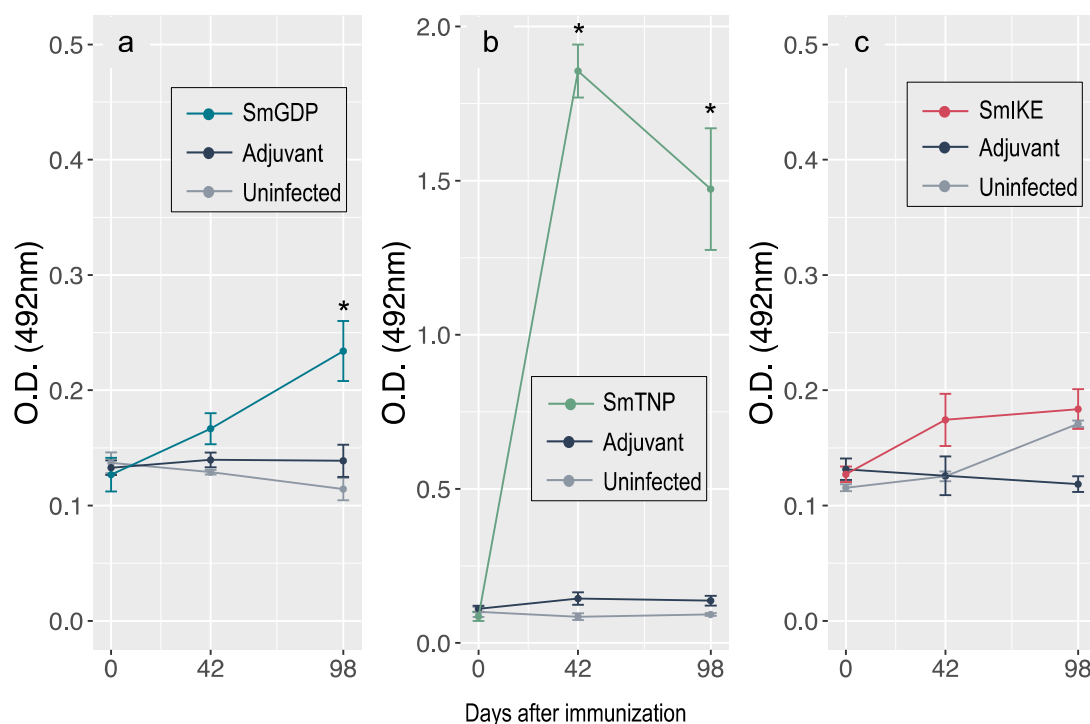 a
0.5
0.4
0.3
0.2
0.1
0.0
O.D. (492nm)
SmGDP
Adjuvant
Uninfected
*
0 42 98
b
2.0
1.5
1.0
0.5
0.0
O.D. (492nm)
*
*
SmTNP
Adjuvant
Uninfected
0 42 98
c
0.5
0.4
0.3
0.2
0.1
0.0
O.D. (492nm)
SmIKE
Adjuvant
Uninfected
0 42 98
Days after immunization